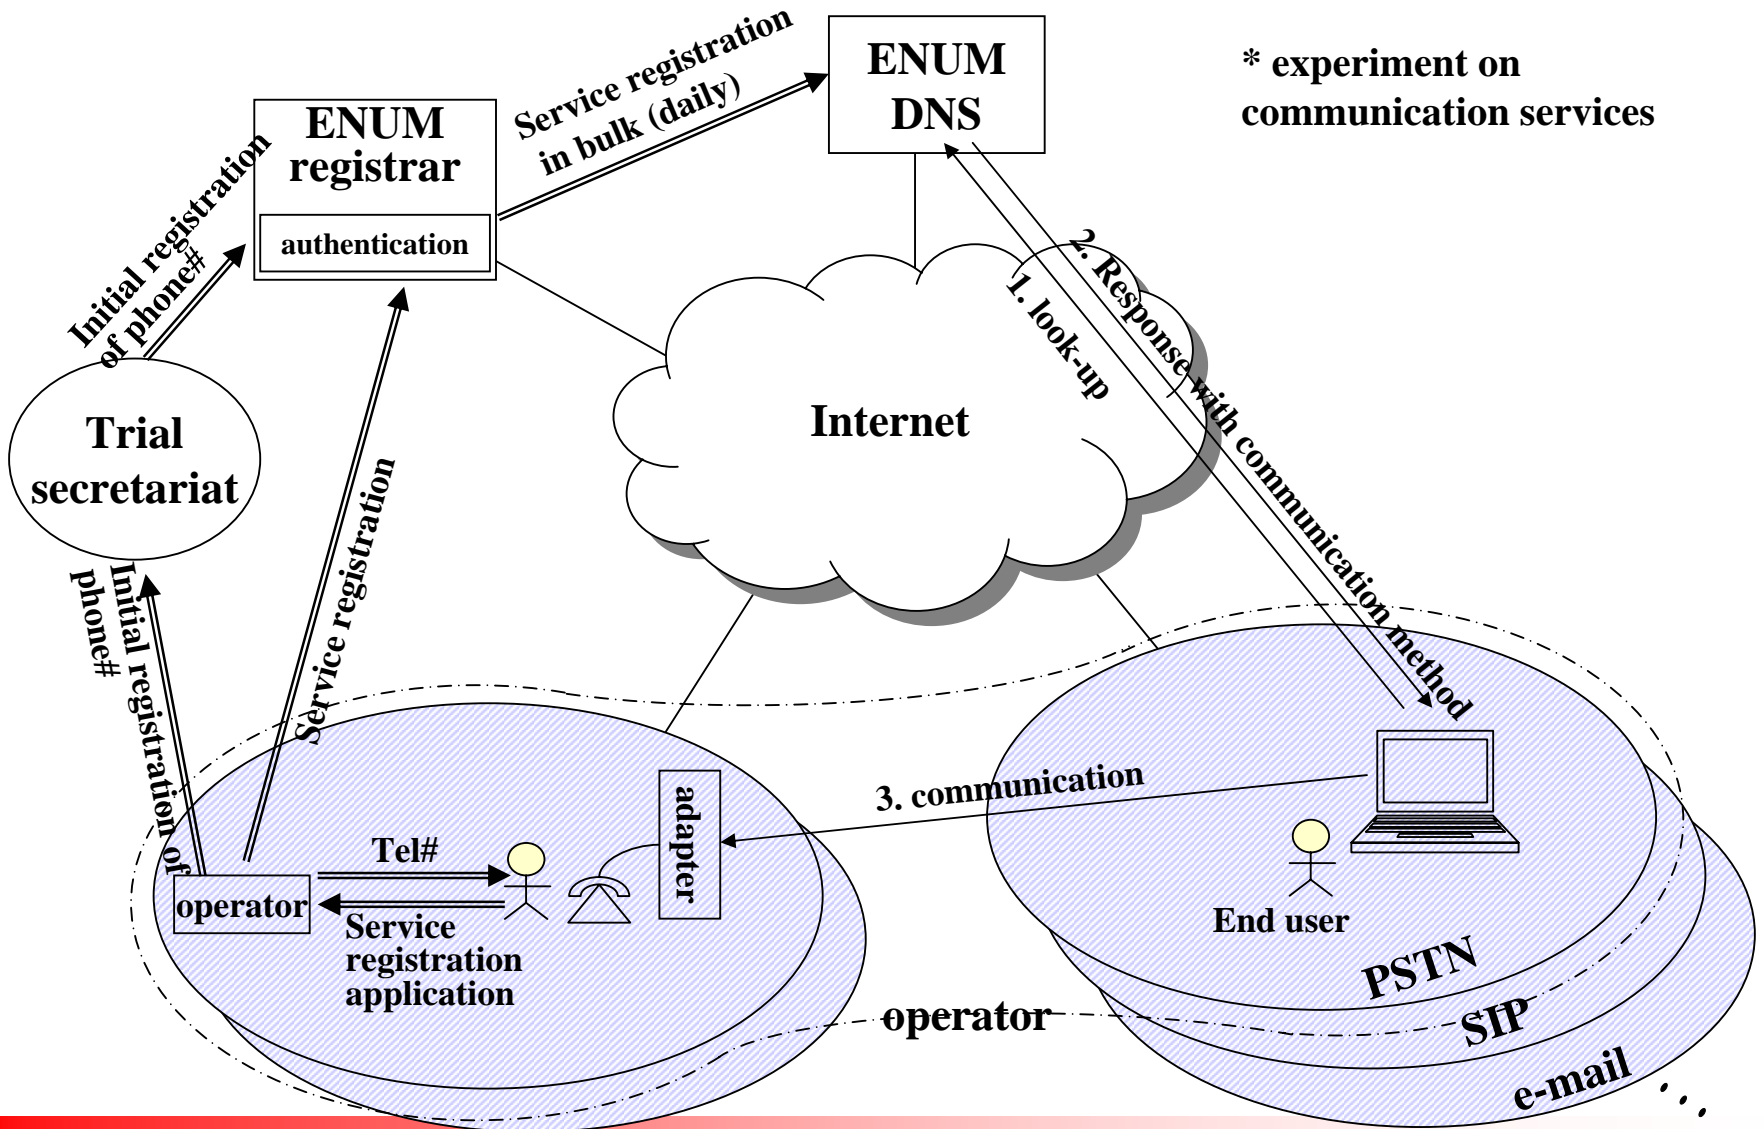 ENUM
DNS
* experiment on
communication services
Service registration
in bulk (daily)
ENUM
registrar
authentication
Initial registration
of phone#
Trial
secretariat
Internet
1. look-up
2. Response with communication method
Service registration
Initial registration of
phone#
3. communication
adapter
Tel#
operator
Service
registration
application
End user
PSTN
SIP
e-mail
...
operator